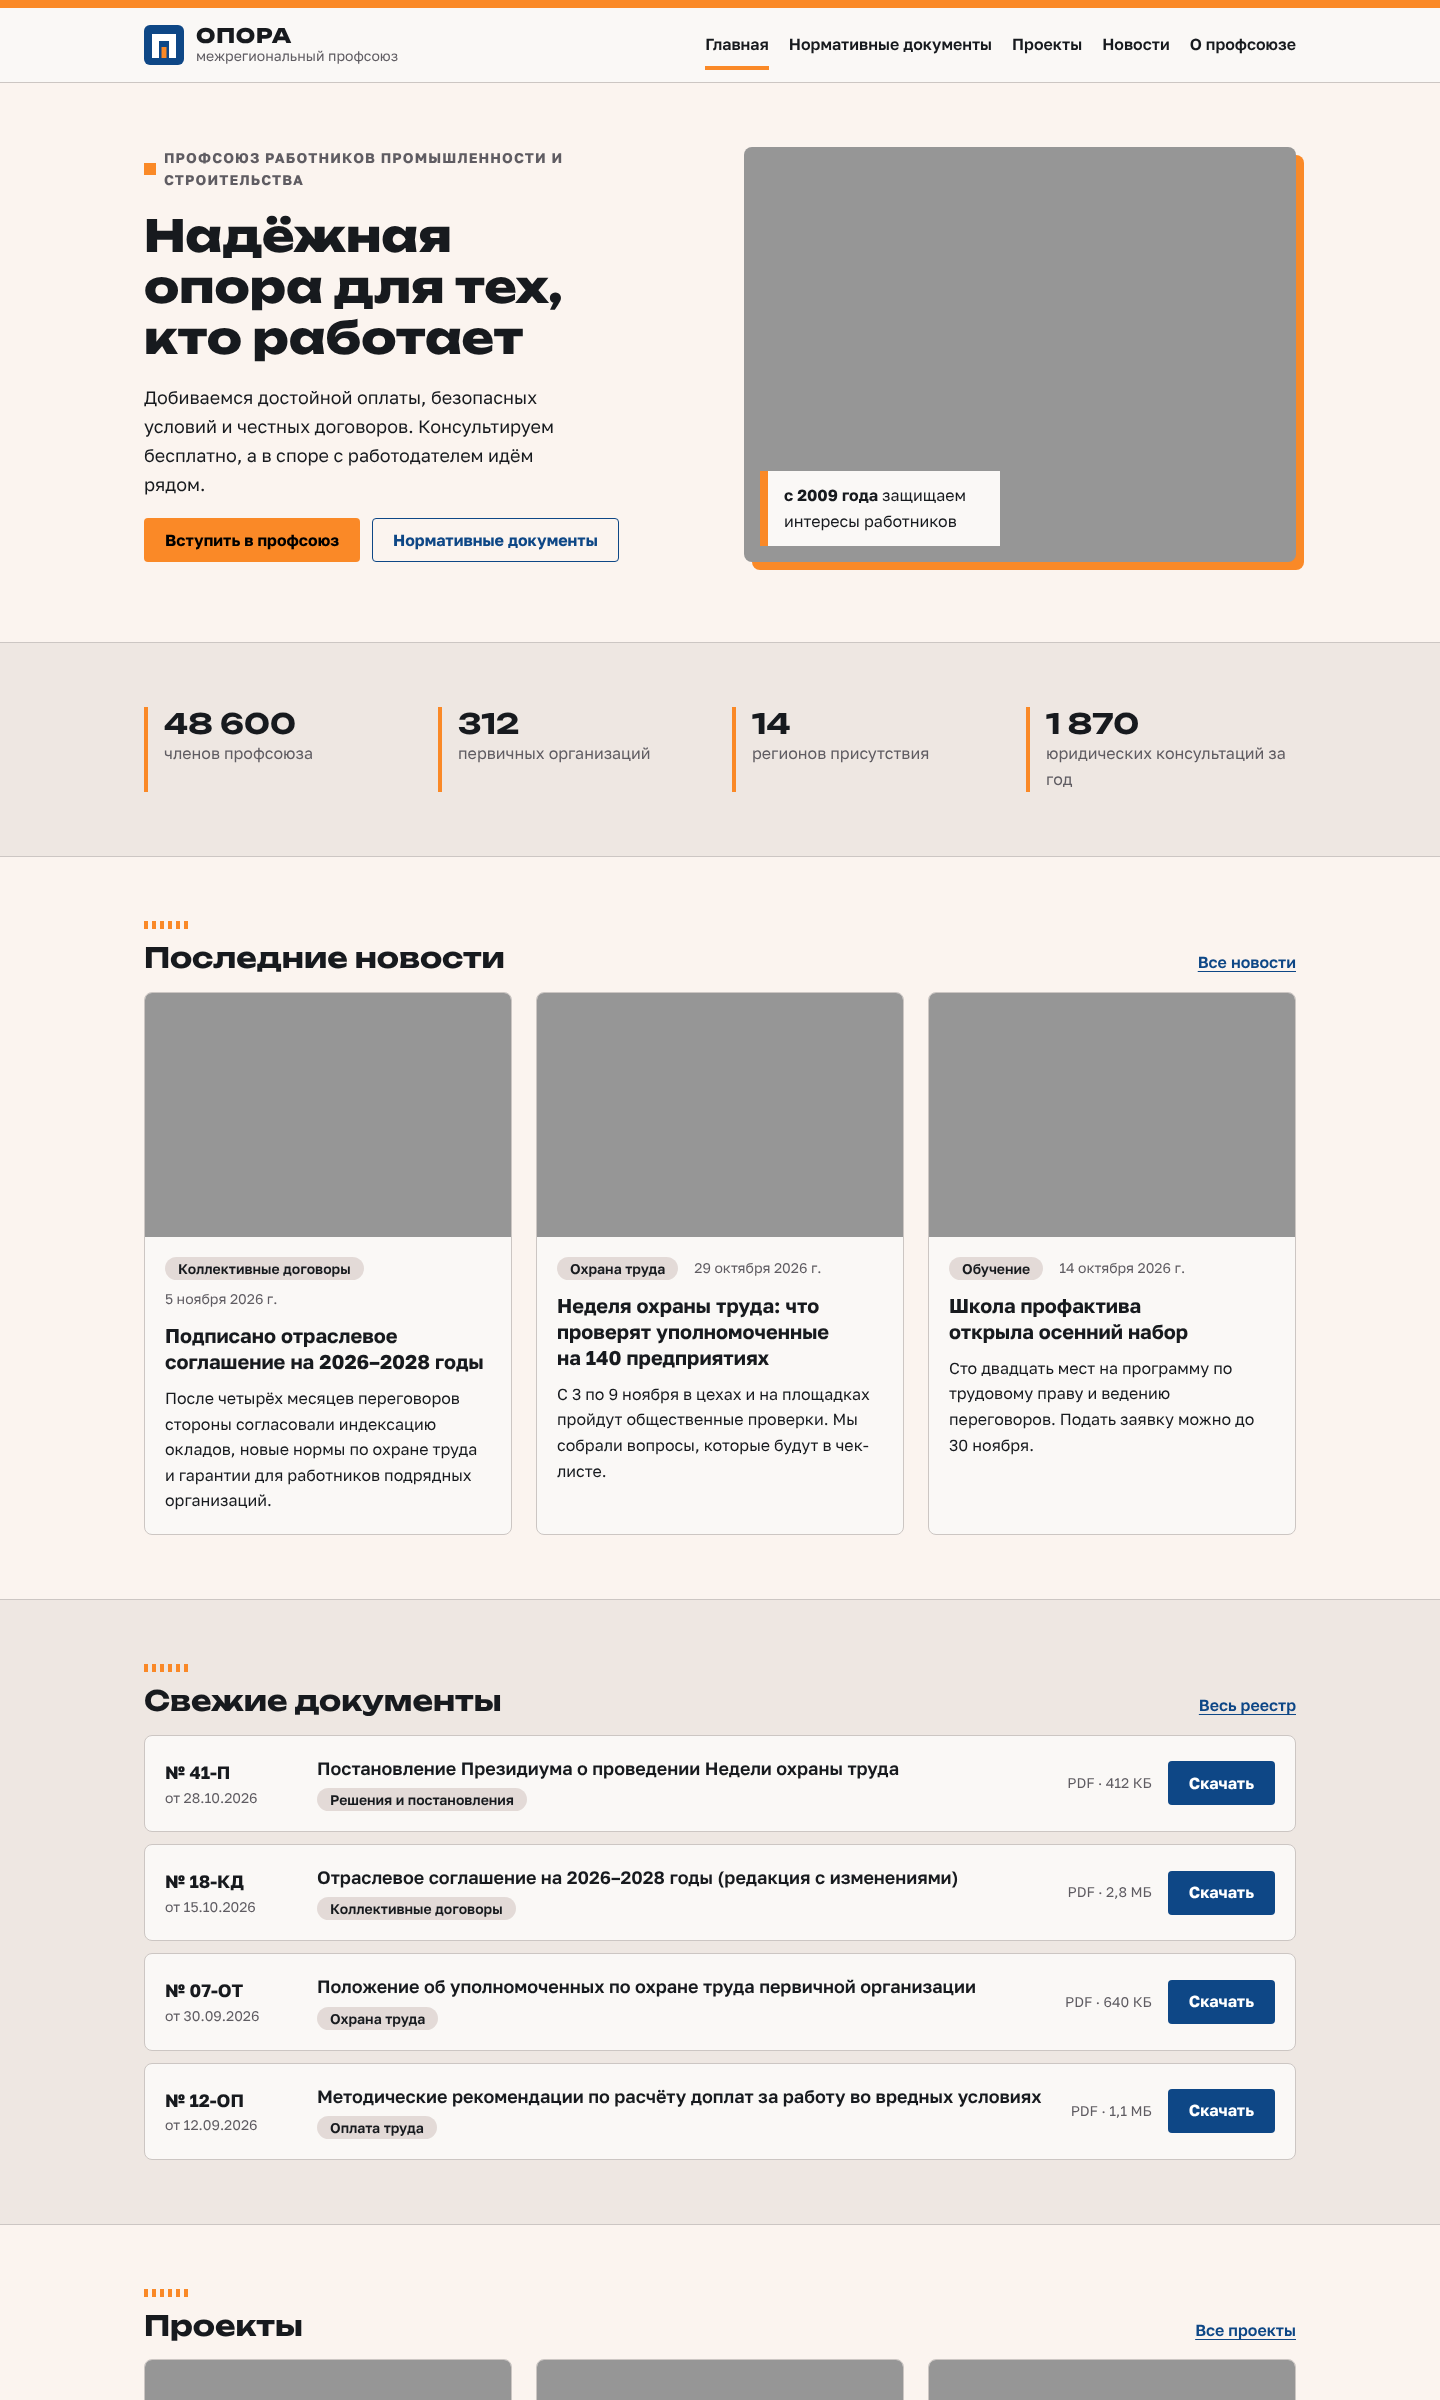 ОПОРА
межрегиональный профсоюз
Главная
Нормативные документы
Проекты
Новости
О профсоюзе
ПРОФСОЮЗ РАБОТНИКОВ ПРОМЫШЛЕННОСТИ И
СТРОИТЕЛЬСТВА
Надёжная
опора для тех,
кто работает
Добиваемся достойной оплаты, безопасных
условий и честных договоров. Консультируем
бесплатно, а в споре с работодателем идём
рядом.
Вступить в профсоюз
Нормативные документы
с 2009 года защищаем
интересы работников
48 600
членов профсоюза
312
первичных организаций
14
регионов присутствия
1 870
юридических консультаций за
год
Последние новости
Все новости
Коллективные договоры
5 ноября 2026 г.
Подписано отраслевое
соглашение на 2026–2028 годы
После четырёх месяцев переговоров
стороны согласовали индексацию
окладов, новые нормы по охране труда
и гарантии для работников подрядных
организаций.
Охрана труда
29 октября 2026 г.
Неделя охраны труда: что
проверят уполномоченные
на 140 предприятиях
С 3 по 9 ноября в цехах и на площадках
пройдут общественные проверки. Мы
собрали вопросы, которые будут в чек-
листе.
Обучение
14 октября 2026 г.
Школа профактива
открыла осенний набор
Сто двадцать мест на программу по
трудовому праву и ведению
переговоров. Подать заявку можно до
30 ноября.
Свежие документы
Весь реестр
№ 41-П
от 28.10.2026
Постановление Президиума о проведении Недели охраны труда
Решения и постановления
PDF · 412 КБ
Скачать
№ 18-КД
от 15.10.2026
Отраслевое соглашение на 2026–2028 годы (редакция с изменениями)
Коллективные договоры
PDF · 2,8 МБ
Скачать
№ 07-ОТ
от 30.09.2026
Положение об уполномоченных по охране труда первичной организации
Охрана труда
PDF · 640 КБ
Скачать
№ 12-ОП
от 12.09.2026
Методические рекомендации по расчёту доплат за работу во вредных условиях
Оплата труда
PDF · 1,1 МБ
Скачать
Проекты
Все проекты